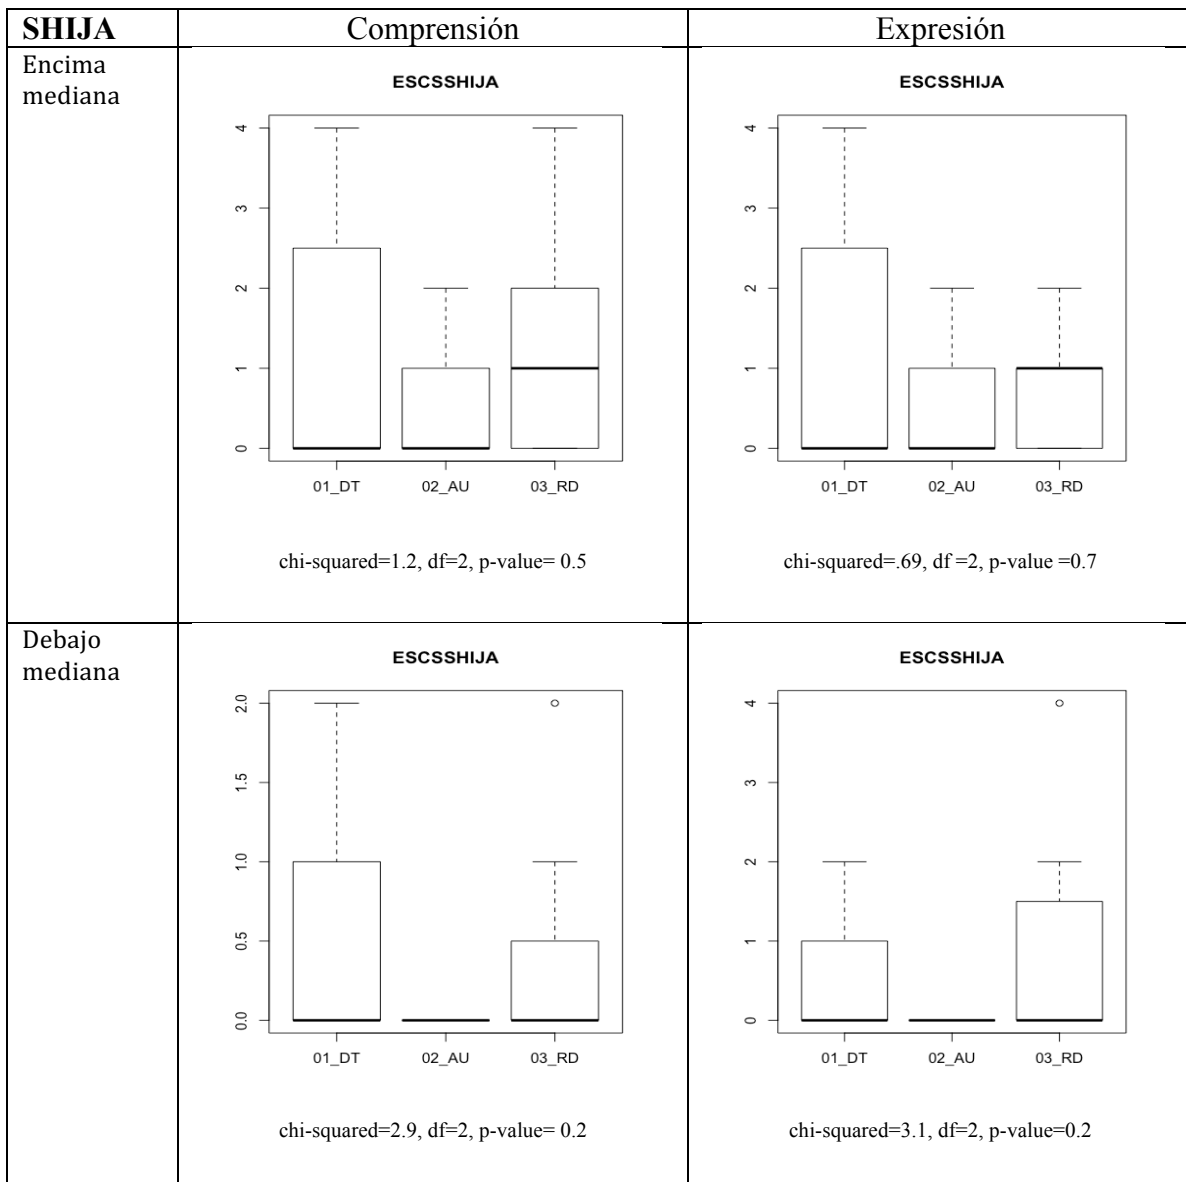 SHIJA Comprensión Expresión
Encima
mediana
ESCSSHIJA
4
3
2
1
0
01_DT 02_AU 03_RD
chi-squared=1.2, df=2, p-value= 0.5
ESCSSHIJA
4
3
2
1
0
01_DT 02_AU 03_RD
chi-squared=.69, df =2, p-value =0.7
Debajo
mediana
ESCSSHIJA
2.0
1.5
1.0
0.5
0.0
01_DT 02_AU 03_RD
chi-squared=2.9, df=2, p-value= 0.2
ESCSSHIJA
4
3
2
1
0
01_DT 02_AU 03_RD
chi-squared=3.1, df=2, p-value=0.2